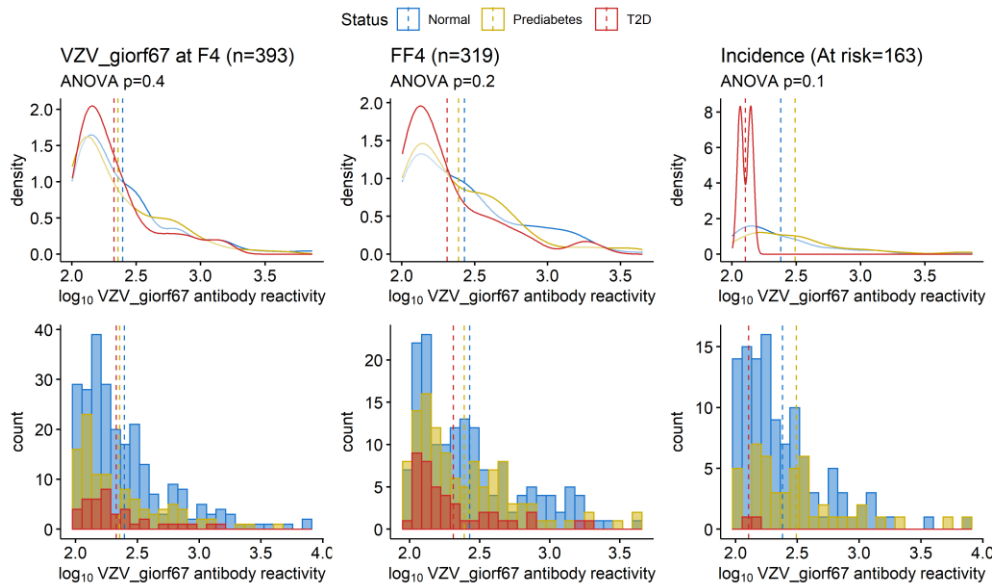 Status Normal Prediabetes T2D
VZV_giorf67 at F4 (n=393)
ANOVA p=0.4
FF4 (n=319)
ANOVA p=0.2
Incidence (At risk=163)
ANOVA p=0.1
density
2.0
1.5
1.0
0.5
0.0
2.0 2.5 3.0 3.5
log10 VZV_giorf67 antibody reactivity
density
2.0
1.5
1.0
0.5
0.0
2.0 2.5 3.0 3.5
log10 VZV_giorf67 antibody reactivity
density
8
6
4
2
0
2.0 2.5 3.0 3.5
log10 VZV_giorf67 antibody reactivity
count
40
30
20
10
0
2.0 2.5 3.0 3.5 4.0
log10 VZV_giorf67 antibody reactivity
count
20
15
10
5
0
2.0 2.5 3.0 3.5
log10 VZV_giorf67 antibody reactivity
count
15
10
5
0
2.0 2.5 3.0 3.5 4.0
log10 VZV_giorf67 antibody reactivity